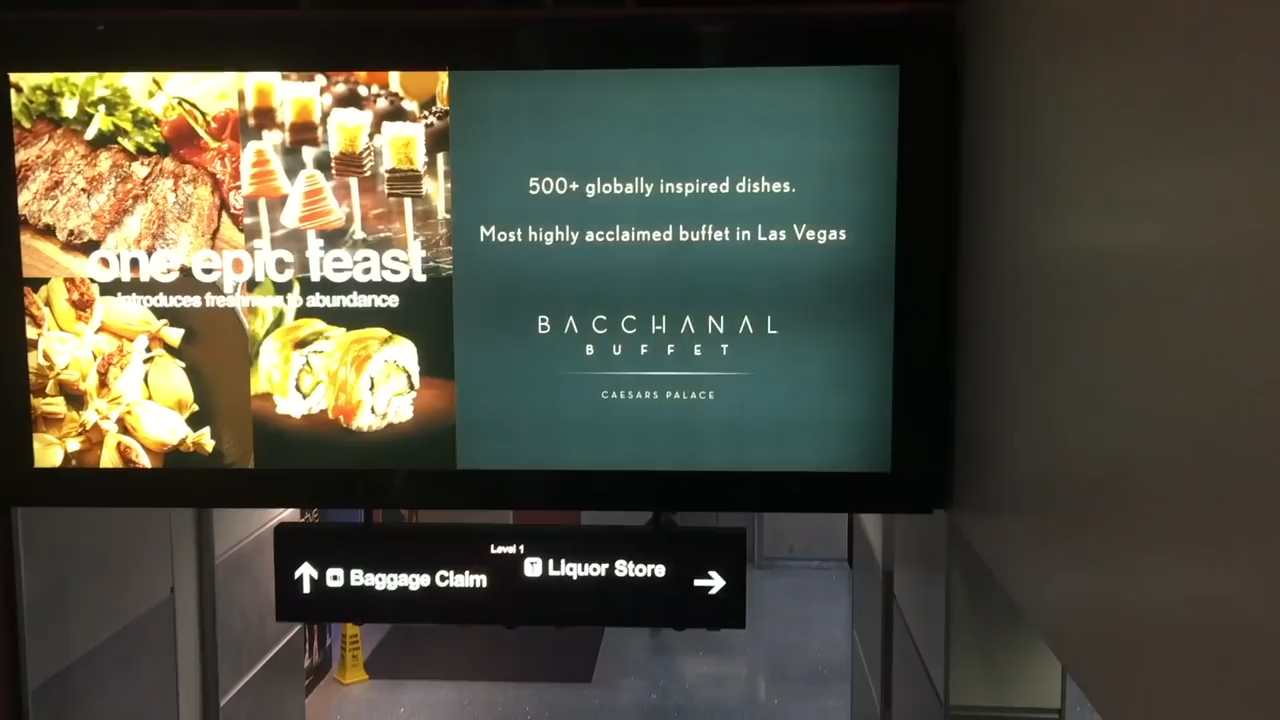 one epic feast
introduces freshness to abundance
500+ globally inspired dishes.
Most highly acclaimed buffet in Las Vegas
BACCHANAL
BUFFET
CAESARS PALACE
Level 1
Baggage Claim
Liquor Store